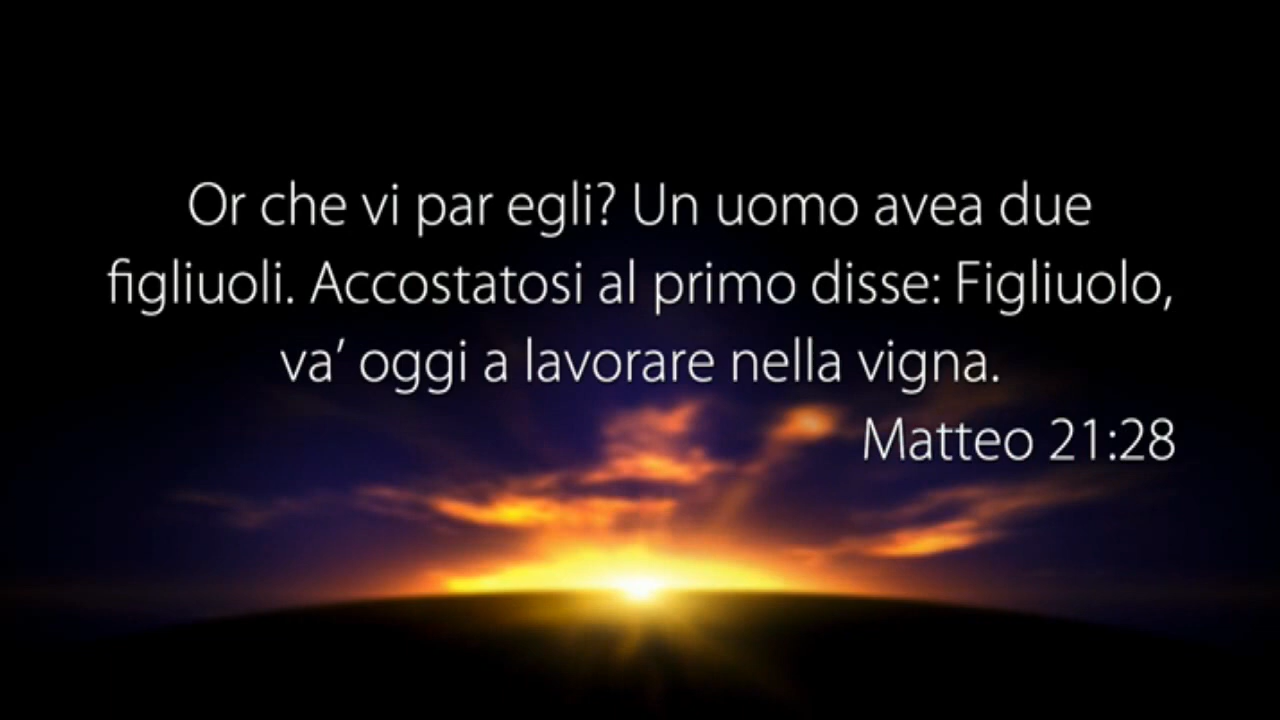 Or che vi par egli? Un uomo avea due
figliuoli. Accostatosi al primo disse: Figliuolo,
va’ oggi a lavorare nella vigna.
Matteo 21:28